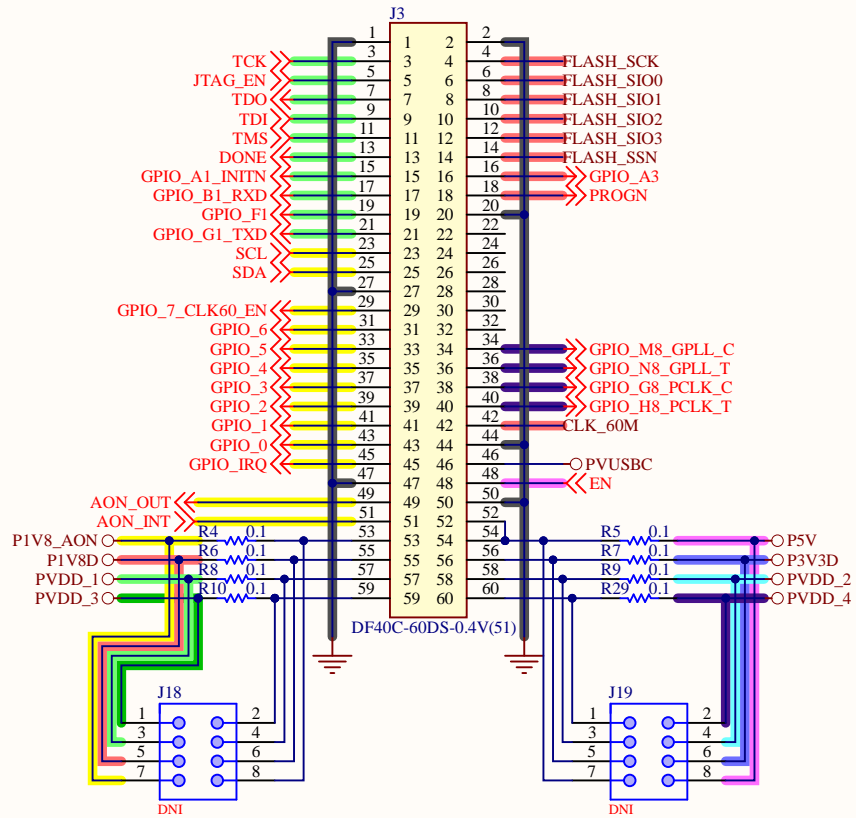 J3
1 1 2 2
TCK 3 3 4 4 FLASH_SCK
JTAG_EN 5 5 6 6 FLASH_SIO0
TDO 7 7 8 8 FLASH_SIO1
TDI 9 9 10 10 FLASH_SIO2
TMS 11 11 12 12 FLASH_SIO3
DONE 13 13 14 14 FLASH_SSN
GPIO_A1_INITN 15 15 16 16 GPIO_A3
GPIO_B1_RXD 17 17 18 18 PROGN
GPIO_F1 19 19 20 20
GPIO_G1_TXD 21 21 22 22
SCL 23 23 24 24
SDA 25 25 26 26
27 27 28 28
GPIO_7_CLK60_EN 29 29 30 30
GPIO_6 31 31 32 32
GPIO_5 33 33 34 34 GPIO_M8_GPLL_C
GPIO_4 35 35 36 36 GPIO_N8_GPLL_T
GPIO_3 37 37 38 38 GPIO_G8_PCLK_C
GPIO_2 39 39 40 40 GPIO_H8_PCLK_T
GPIO_1 41 41 42 42 CLK_60M
GPIO_0 43 43 44 44
GPIO_IRQ 45 45 46 46 PVUSBC
47 47 48 48 EN
AON_OUT 49 49 50 50
AON_INT 51 51 52 52
P1V8_AON R4 0.1 53 53 54 54 R5 0.1 P5V
P1V8D R6 0.1 55 55 56 56 R7 0.1 P3V3D
PVDD_1 R8 0.1 57 57 58 58 R9 0.1 PVDD_2
PVDD_3 R10 0.1 59 59 60 60 R29 0.1 PVDD_4
DF40C-60DS-0.4V(51)
J18 J19
1 2 1 2
3 4 3 4
5 6 5 6
7 8 7 8
DNI DNI